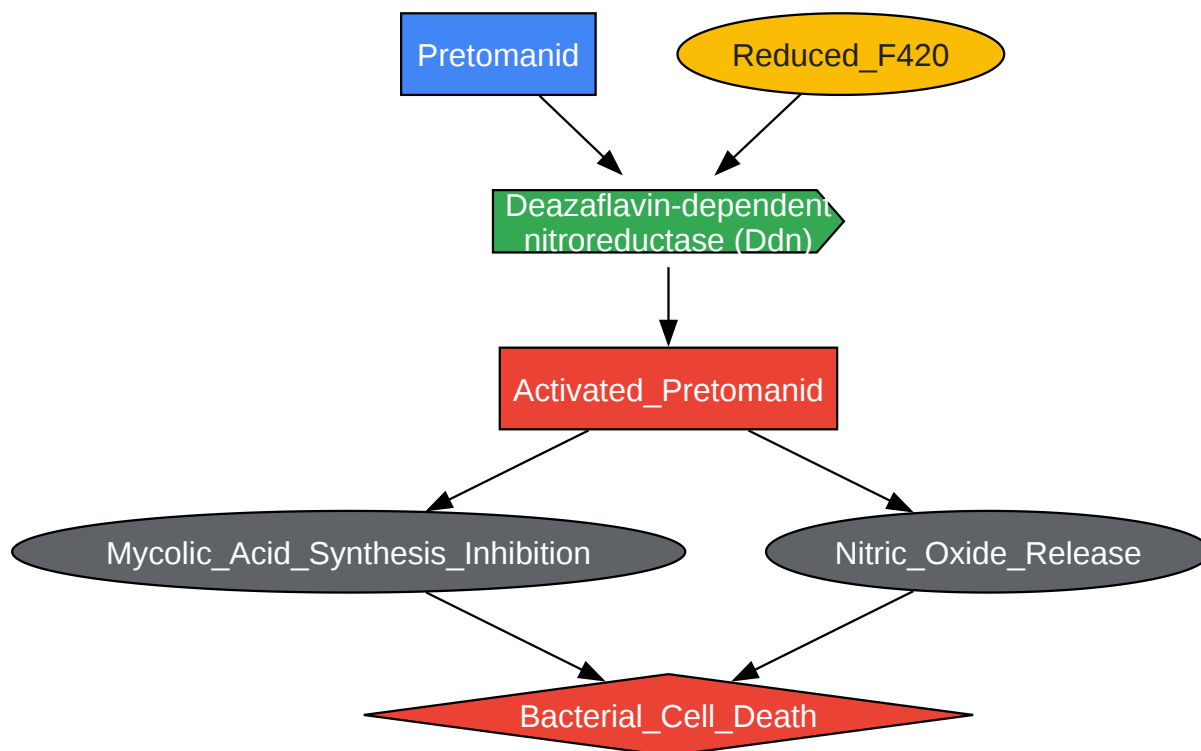 Pretomanid
Reduced_F420
Deazaflavin-dependent
nitroreductase (Ddn)
Activated_Pretomanid
Mycolic_Acid_Synthesis_Inhibition
Nitric_Oxide_Release
Bacterial_Cell_Death